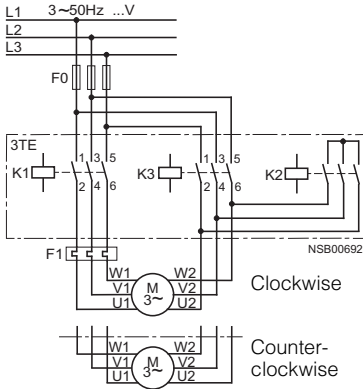 L1 3~50Hz ...V
L2
L3
F0
3TE
K1 1 3 5 K3 1 3 5 K2
2 4 6 2 4 6
NSB00692
F1
W1 W2
V1 M V2 Clockwise
U1 3~ U2
W1 W2 Counter-
V1 M V2 clockwise
U1 3~ U2